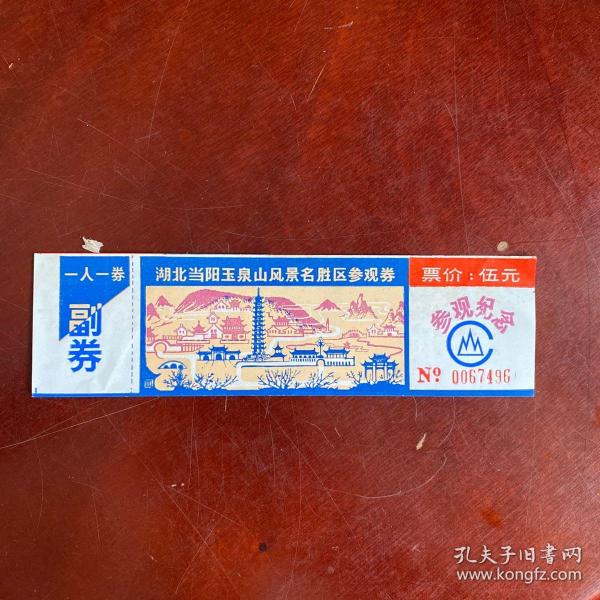 一人一券
副券
湖北当阳玉泉山风景名胜区参观券
票价:伍元
参观纪念
Nº 0067496
孔夫子旧书网
www.kongfz.com